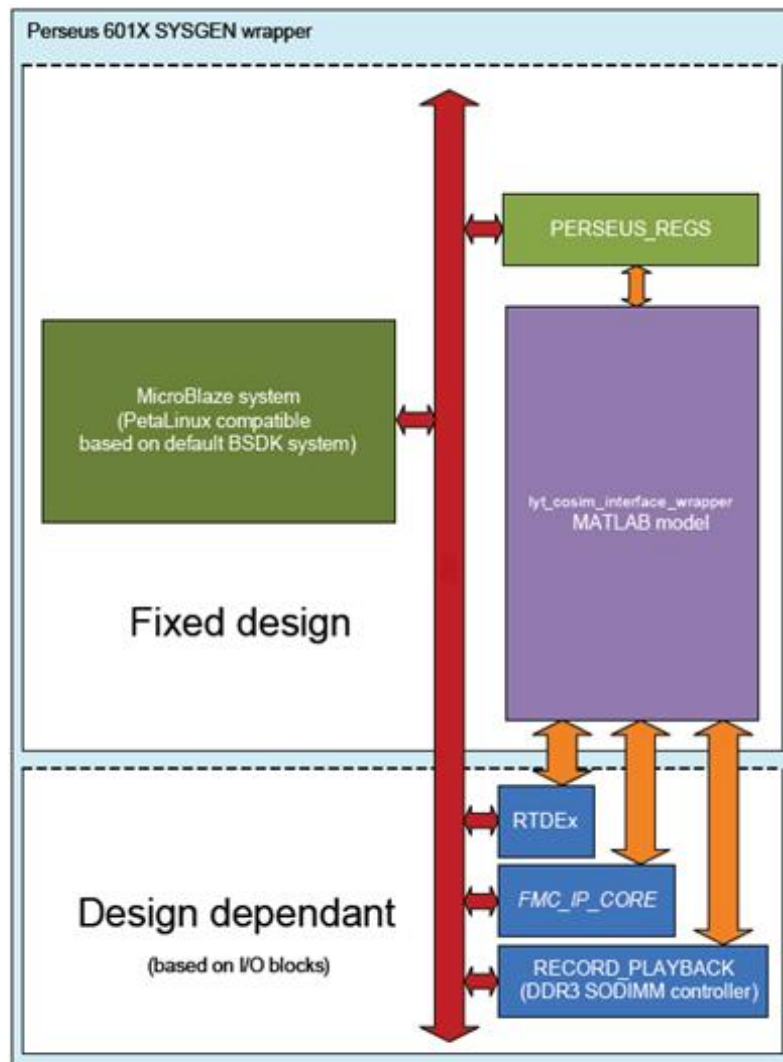 Perseus 601X SYSGEN wrapper
PERSEUS_REGS
MicroBlaze system
(PetaLinux compatible
based on default BSDK system)
lyt_cosim_interface_wrapper
MATLAB model
Fixed design
RTDEx
FMC_IP_CORE
Design dependant
(based on I/O blocks)
RECORD_PLAYBACK
(DDR3 SODIMM controller)